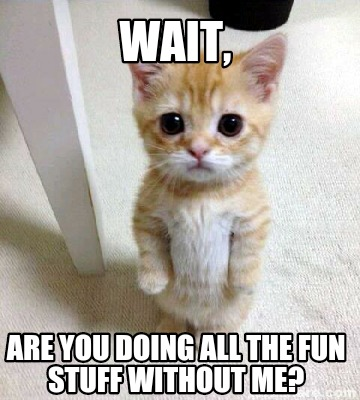 WAIT,
ARE YOU DOING ALL THE FUN
STUFF WITHOUT ME?